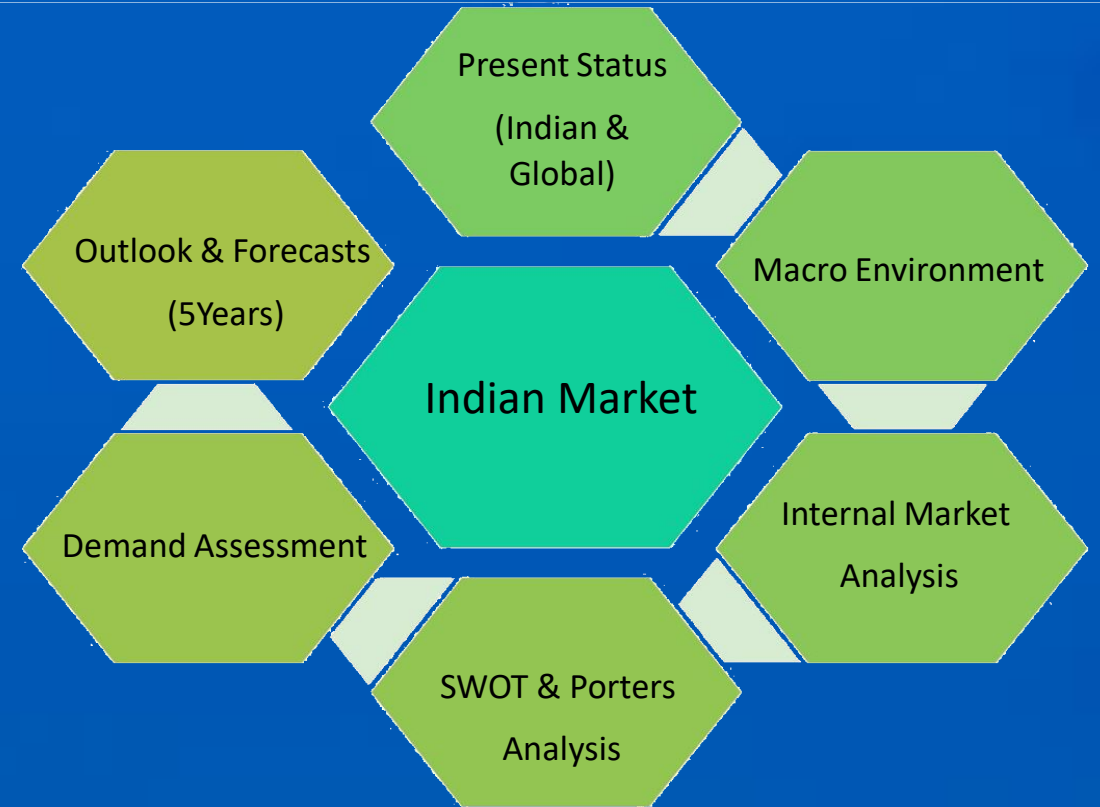 Present Status
(Indian &
Global)
Outlook & Forecasts
(5Years)
Macro Environment
Indian Market
Internal Market
Analysis
Demand Assessment
SWOT & Porters
Analysis